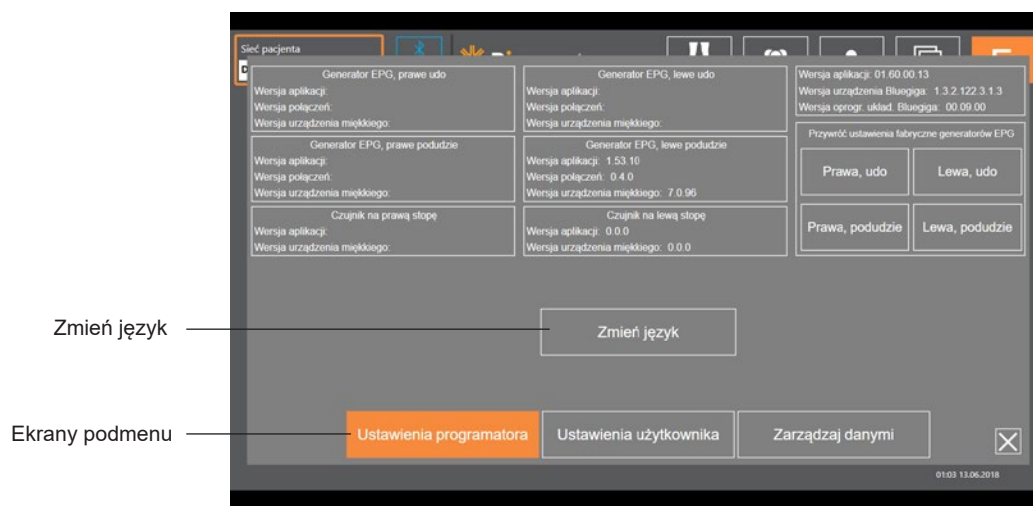 Sieć pacjenta
Generator EPG, prawe udo
Wersja aplikacji:
Wersja połączeń:
Wersja urządzenia miękkiego:
Generator EPG, lewe udo
Wersja aplikacji:
Wersja połączeń:
Wersja urządzenia miękkiego:
Wersja aplikacji: 01.60.00.13
Wersja urządzenia Bluegiga: 1.3.2.122.3.1.3
Wersja oprogr. układ. Bluegiga: 00.09.00
Generator EPG, prawe podudzie
Wersja aplikacji:
Wersja połączeń:
Wersja urządzenia miękkiego:
Generator EPG, lewe podudzie
Wersja aplikacji: 1.53.10
Wersja połączeń: 0.4.0
Wersja urządzenia miękkiego: 7.0.96
Przywróć ustawienia fabryczne generatorów EPG
Prawa, udo
Lewa, udo
Prawa, podudzie
Lewa, podudzie
Czujnik na prawą stopę
Wersja aplikacji:
Wersja urządzenia miękkiego:
Czujnik na lewą stopę
Wersja aplikacji: 0.0.0
Wersja urządzenia miękkiego: 0.0.0
Zmień język
Zmień język
Ekrany podmenu
Ustawienia programatora
Ustawienia użytkownika
Zarządzaj danymi
01:03 13.06.2018